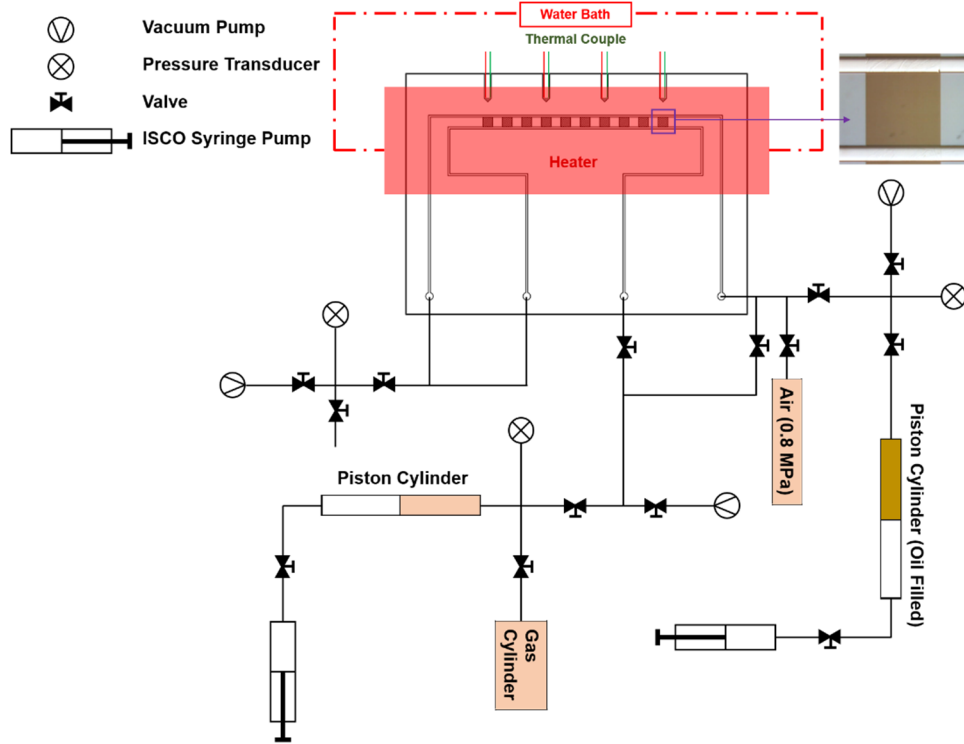 Water Bath
Thermal Couple
Vacuum Pump
Pressure Transducer
Valve
ISCO Syringe Pump
Heater
Air (0.8 MPa)
Piston Cylinder
Piston Cylinder (Oil Filled)
Gas
Cylinder